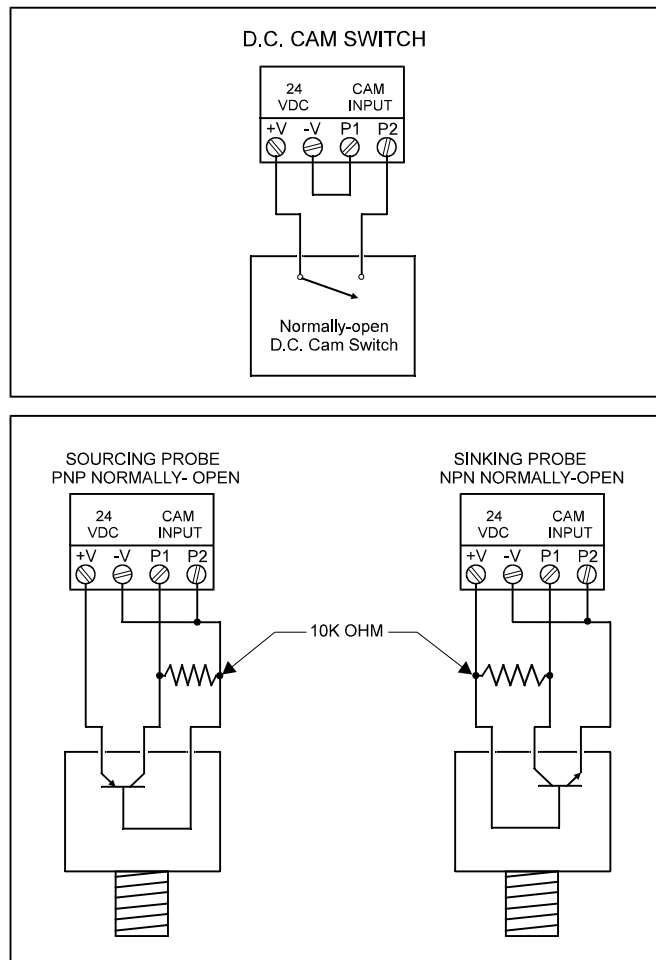 D.C. CAM SWITCH
24 VDC
CAM INPUT
+V -V P1 P2
Normally-open
D.C. Cam Switch
SOURCING PROBE
PNP NORMALLY- OPEN
24 VDC
CAM INPUT
+V -V P1 P2
SINKING PROBE
NPN NORMALLY-OPEN
24 VDC
CAM INPUT
+V -V P1 P2
10K OHM